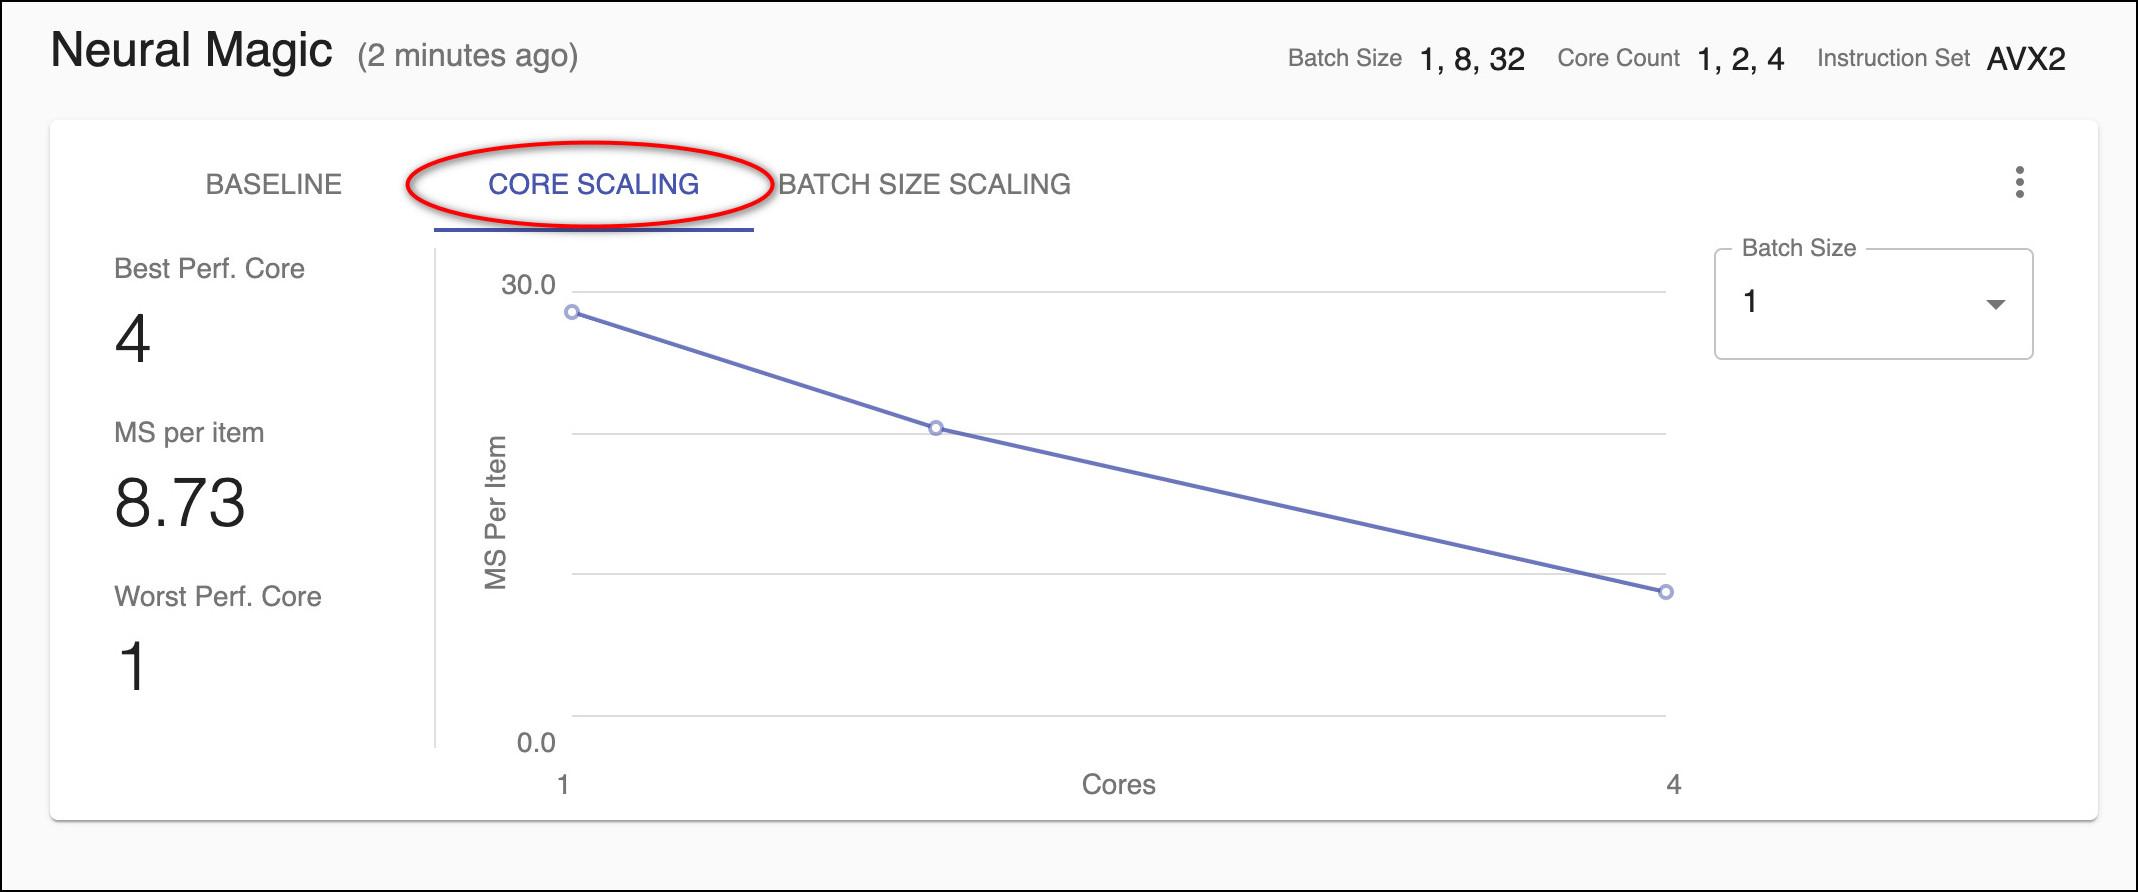 Neural Magic (2 minutes ago)
Batch Size 1, 8, 32 Core Count 1, 2, 4 Instruction Set AVX2
BASELINE CORE SCALING BATCH SIZE SCALING
Best Perf. Core
4
MS per item
8.73
Worst Perf. Core
1
30.0
MS Per Item
0.0
1 Cores 4
Batch Size
1